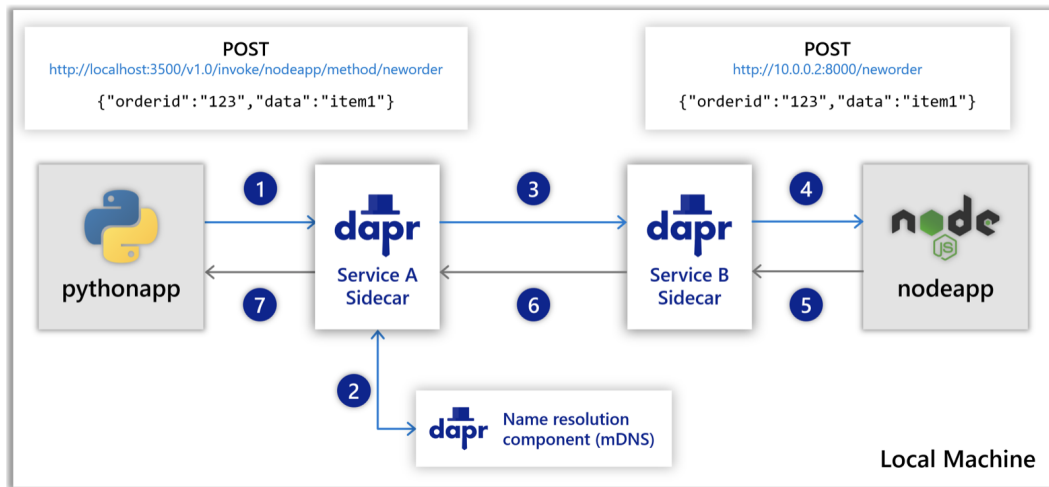 POST
http://localhost:3500/v1.0/invoke/nodeapp/method/neworder
{"orderid":"123","data":"item1"}
POST
http://10.0.0.2:8000/neworder
{"orderid":"123","data":"item1"}
1
3
4
dapr
Service A
Sidecar
dapr
Service B
Sidecar
node
JS
pythonapp
nodeapp
7
6
5
2
dapr
Name resolution
component (mDNS)
Local Machine